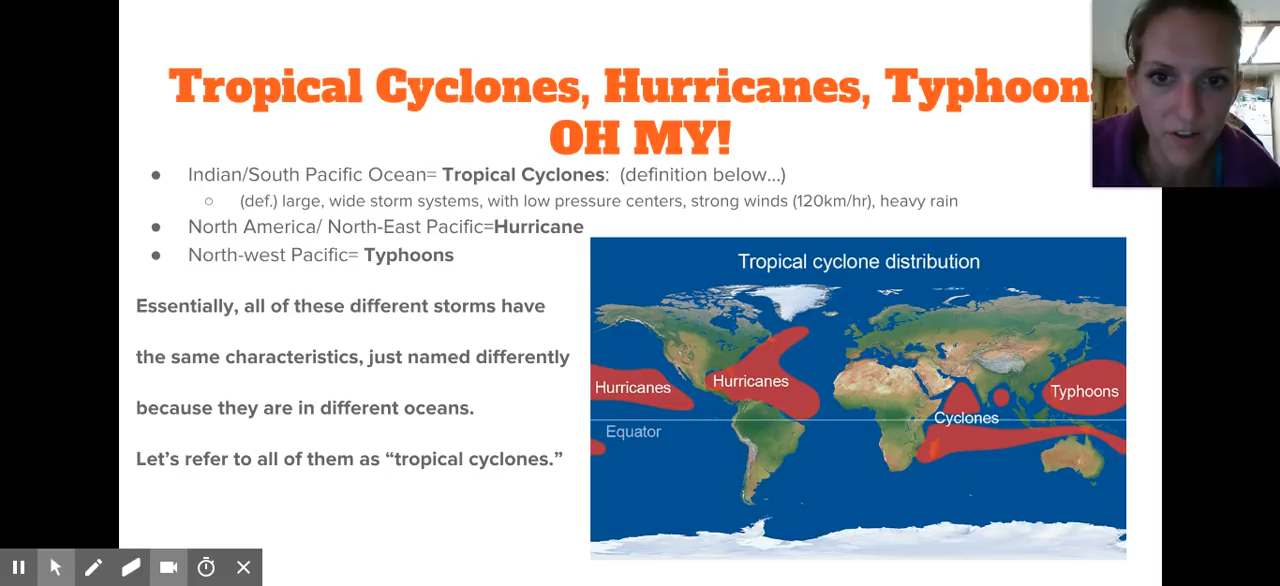 Tropical Cyclones, Hurricanes, Typhoons
OH MY!
● Indian/South Pacific Ocean= Tropical Cyclones: (definition below...)
○ (def.) large, wide storm systems, with low pressure centers, strong winds (120km/hr), heavy rain
● North America/ North-East Pacific=Hurricane
● North-west Pacific= Typhoons
Essentially, all of these different storms have
the same characteristics, just named differently
because they are in different oceans.
Let’s refer to all of them as “tropical cyclones.”
Tropical cyclone distribution
Hurricanes
Hurricanes
Typhoons
Cyclones
Equator